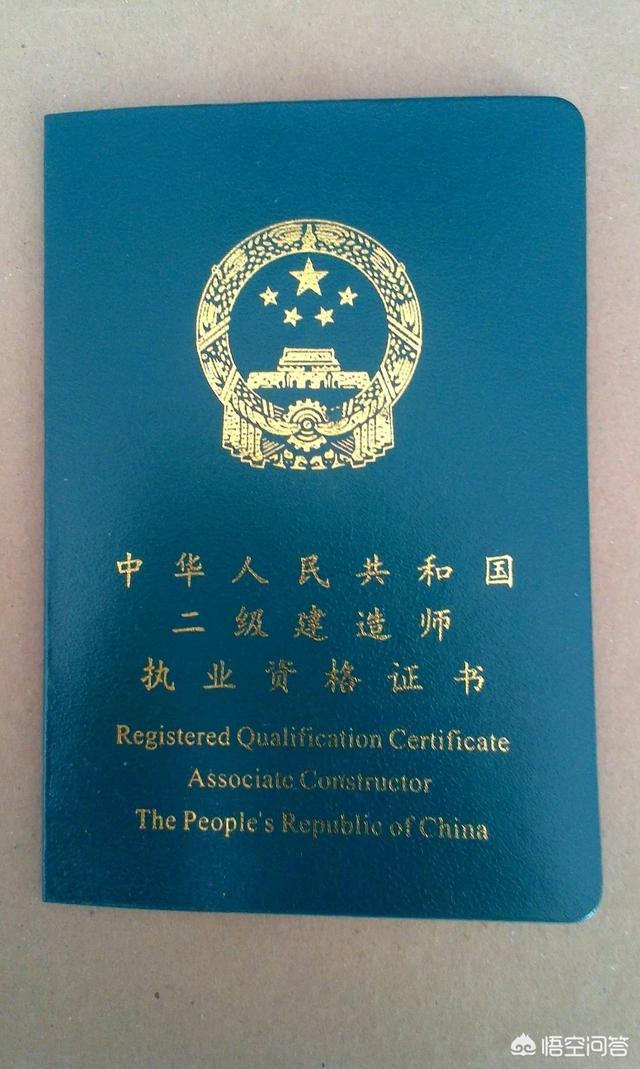 中华人民共和国
二级建造师
执业资格证书
Registered Qualification Certificate
Associate Constructor
The People's Republic of China
悟空问答